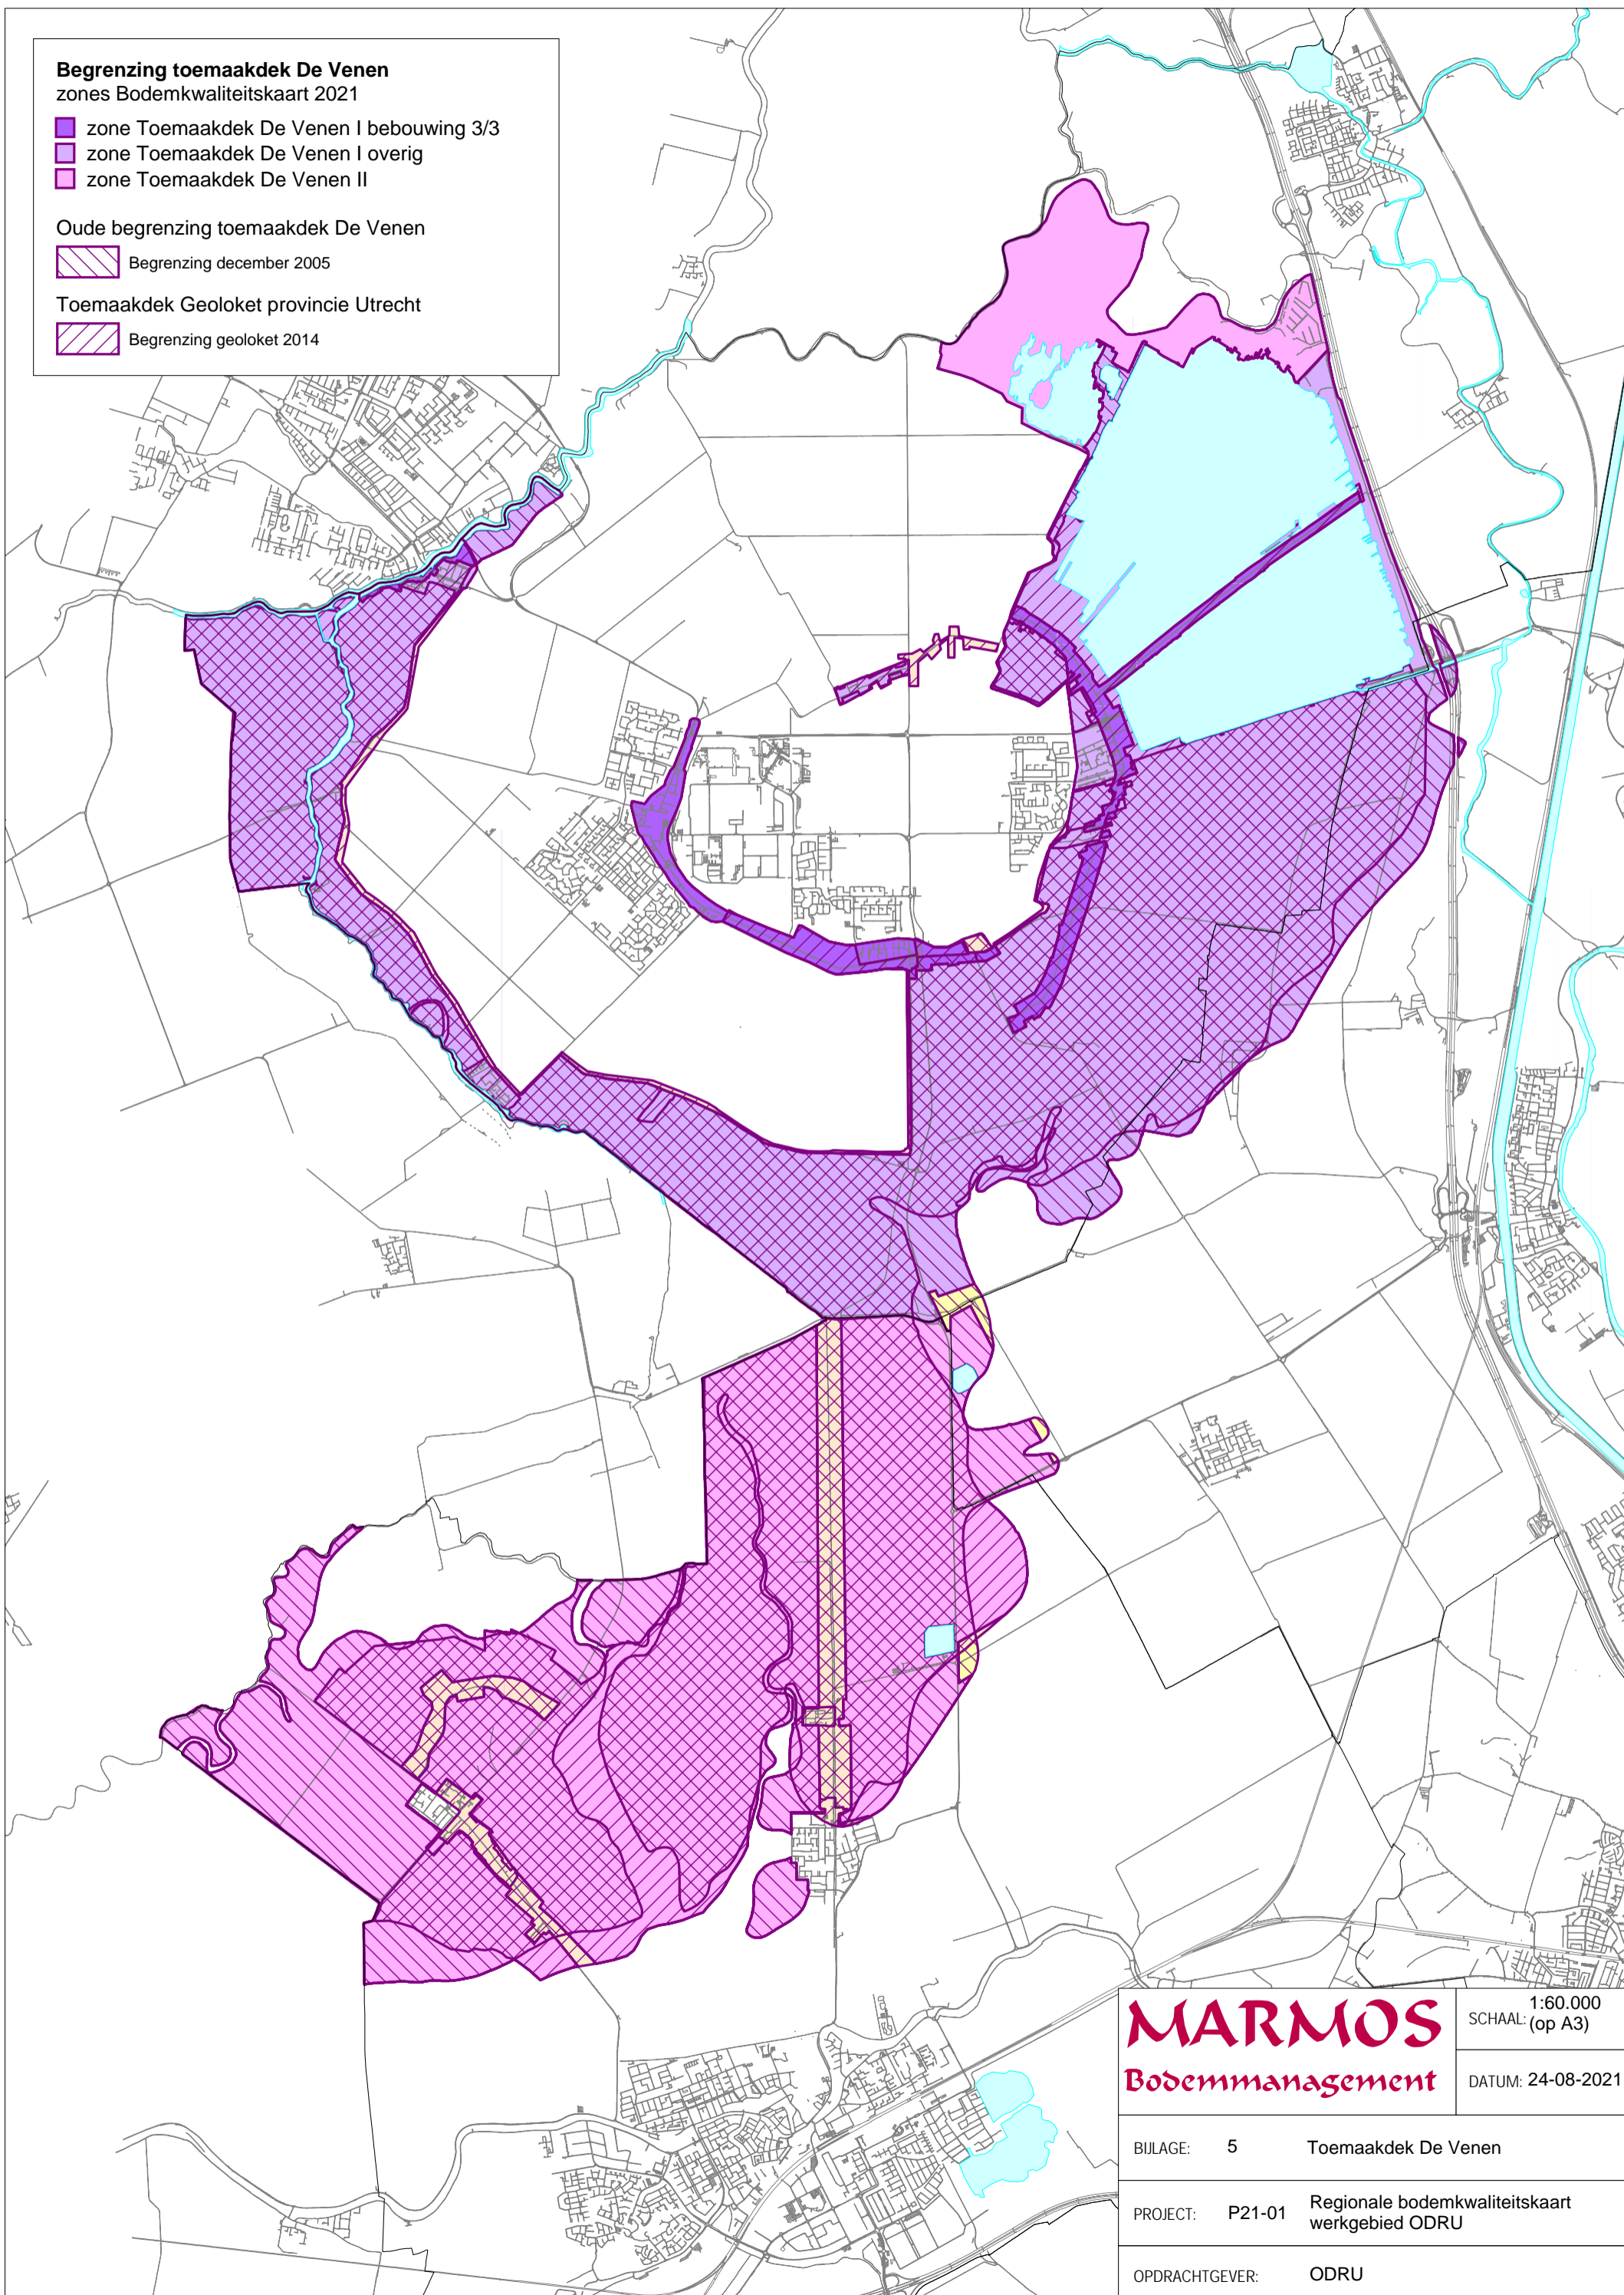 Begrenzing toemaakdek De Venen
zones Bodemkwaliteitskaart 2021
zone Toemaakdek De Venen I bebouwing 3/3
zone Toemaakdek De Venen I overig
zone Toemaakdek De Venen II
Oude begrenzing toemaakdek De Venen
Begrenzing december 2005
Toemaakdek Geoloket provincie Utrecht
Begrenzing geoloket 2014
MARMOS
Bodemmanagement
SCHAAL: 1:60.000
(op A3)
DATUM: 24-08-2021
BIJLAGE: 5 Toemaakdek De Venen
PROJECT: P21-01 Regionale bodemkwaliteitskaart
werkgebied ODRU
OPDRACHTGEVER: ODRU